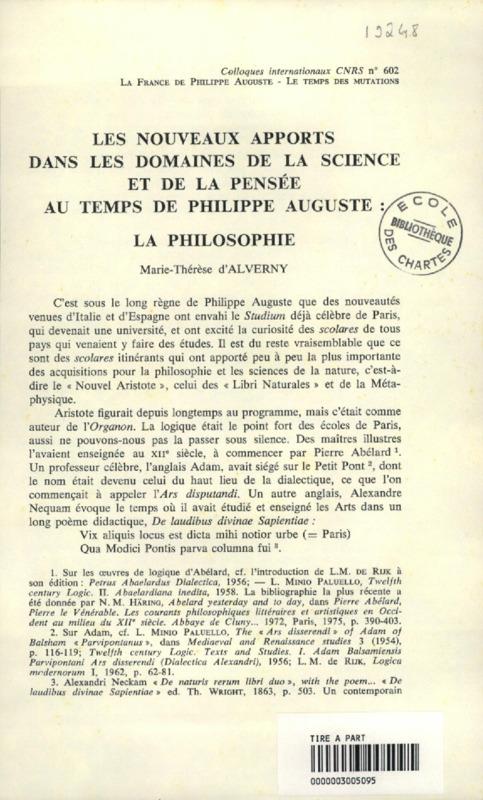 19248
Colloques internationaux CNRS n° 602
LA FRANCE DE PHILIPPE AUGUSTE - LE TEMPS DES MUTATIONS
LES NOUVEAUX APPORTS
DANS LES DOMAINES DE LA SCIENCE
ET DE LA PENSÉE
AU TEMPS DE PHILIPPE AUGUSTE :
LA PHILOSOPHIE
ECOLE
BIBLIOTHÈQUE
DES CHARTES
Marie-Thérèse d'ALVERNY
C'est sous le long règne de Philippe Auguste que des nouveautés
venues d'Italie et d'Espagne ont envahi le Studium déjà célèbre de Paris,
qui devenait une université, et ont excité la curiosité des scolares de tous
pays qui venaient y faire des études. Il est du reste vraisemblable que ce
sont des scolares itinérants qui ont apporté peu à peu la plus importante
des acquisitions pour la philosophie et les sciences de la nature, c'est-à-
dire le « Nouvel Aristote », celui des « Libri Naturales » et de la Méta-
physique.
Aristote figurait depuis longtemps au programme, mais c'était comme
auteur de l'Organon. La logique était le point fort des écoles de Paris,
aussi ne pouvons-nous pas la passer sous silence. Des maîtres illustres
l'avaient enseignée au XIIe siècle, à commencer par Pierre Abélard 1.
Un professeur célèbre, l'anglais Adam, avait siégé sur le Petit Pont 2, dont
le nom était devenu celui du haut lieu de la dialectique, ce que l'on
commençait à appeler l'Ars disputandi. Un autre anglais, Alexandre
Nequam évoque le temps où il avait étudié et enseigné les Arts dans un
long poème didactique, De laudibus divinae Sapientiae :
Vix aliquis locus est dicta mihi notior urbe (= Paris)
Qua Modici Pontis parva columna fui 3.
1. Sur les œuvres de logique d'Abélard, cf. l'introduction de L.M. DE RIJK à
son édition : Petrus Abaelardus Dialectica, 1956; — L. MINIO PALUELLO, Twelfth
century Logic. II. Abaelardiana inedita, 1958. La bibliographie la plus récente a
été donnée par N. M. HÄRING, Abelard yesterday and to day, dans Pierre Abélard,
Pierre le Vénérable. Les courants philosophiques littéraires et artistiques en Occi-
dent au milieu du XIIe siècle. Abbaye de Cluny... 1972, Paris, 1975, p. 390-403.
2. Sur Adam, cf. L. MINIO PALUELLO, The « Ars disserendi » of Adam of
Balsham « Parvipontanus », dans Mediaeval and Renaissance studies 3 (1954),
p. 116-119; Twelfth century Logic. Texts and Studies. I. Adam Balsamiensis
Parvipontani Ars disserendi (Dialectica Alexandri), 1956; L. M. de RIJK, Logica
modernorum I, 1962, p. 62-81.
3. Alexandri Neckam « De naturis rerum libri duo », with the poem... « De
laudibus divinae Sapientiae » ed. Th. WRIGHT, 1863, p. 503. Un contemporain
TIRE A PART
0000003005095